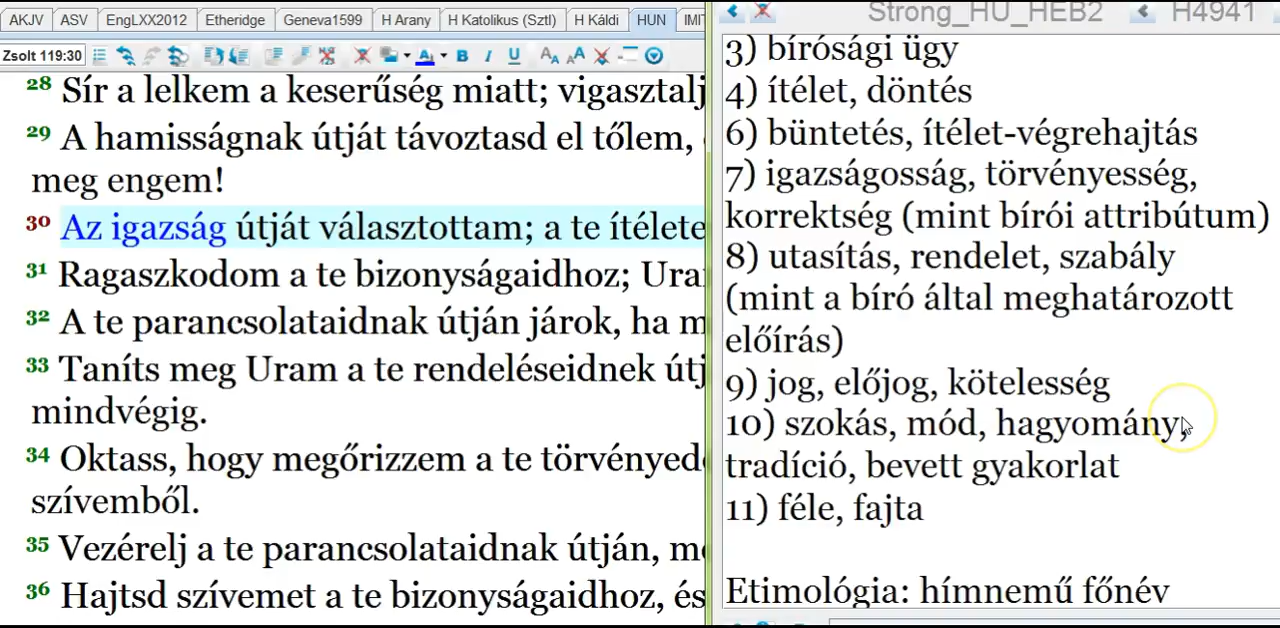 AKJV ASV EngLXX2012 Etheridge Geneva1599 H Arany H Katolikus (Sztl) H Káldi HUN
Zsolt 119:30
28 Sír a lelkem a keserűség miatt; vigasztalj
29 A hamisságnak útját távoztasd el tőlem,
meg engem!
30 Az igazság útját választottam; a te ítélete
31 Ragaszkodom a te bizonyságaidhoz; Uram
32 A te parancsolataidnak útján járok, ha m
33 Taníts meg Uram a te rendeléseidnek útj
mindvégig.
34 Oktass, hogy megőrizzem a te törvényed
szívemből.
35 Vezérelj a te parancsolataidnak útján, m
36 Hajtsd szívemet a te bizonyságaidhoz, és
Strong_HU_HEB2 H4941
3) bírósági ügy
4) ítélet, döntés
6) büntetés, ítélet-végrehajtás
7) igazságosság, törvényesség,
korrektség (mint bírói attribútum)
8) utasítás, rendelet, szabály
(mint a bíró által meghatározott
előírás)
9) jog, előjog, kötelesség
10) szokás, mód, hagyomány,
tradíció, bevett gyakorlat
11) féle, fajta
Etimológia: hímnemű főnév